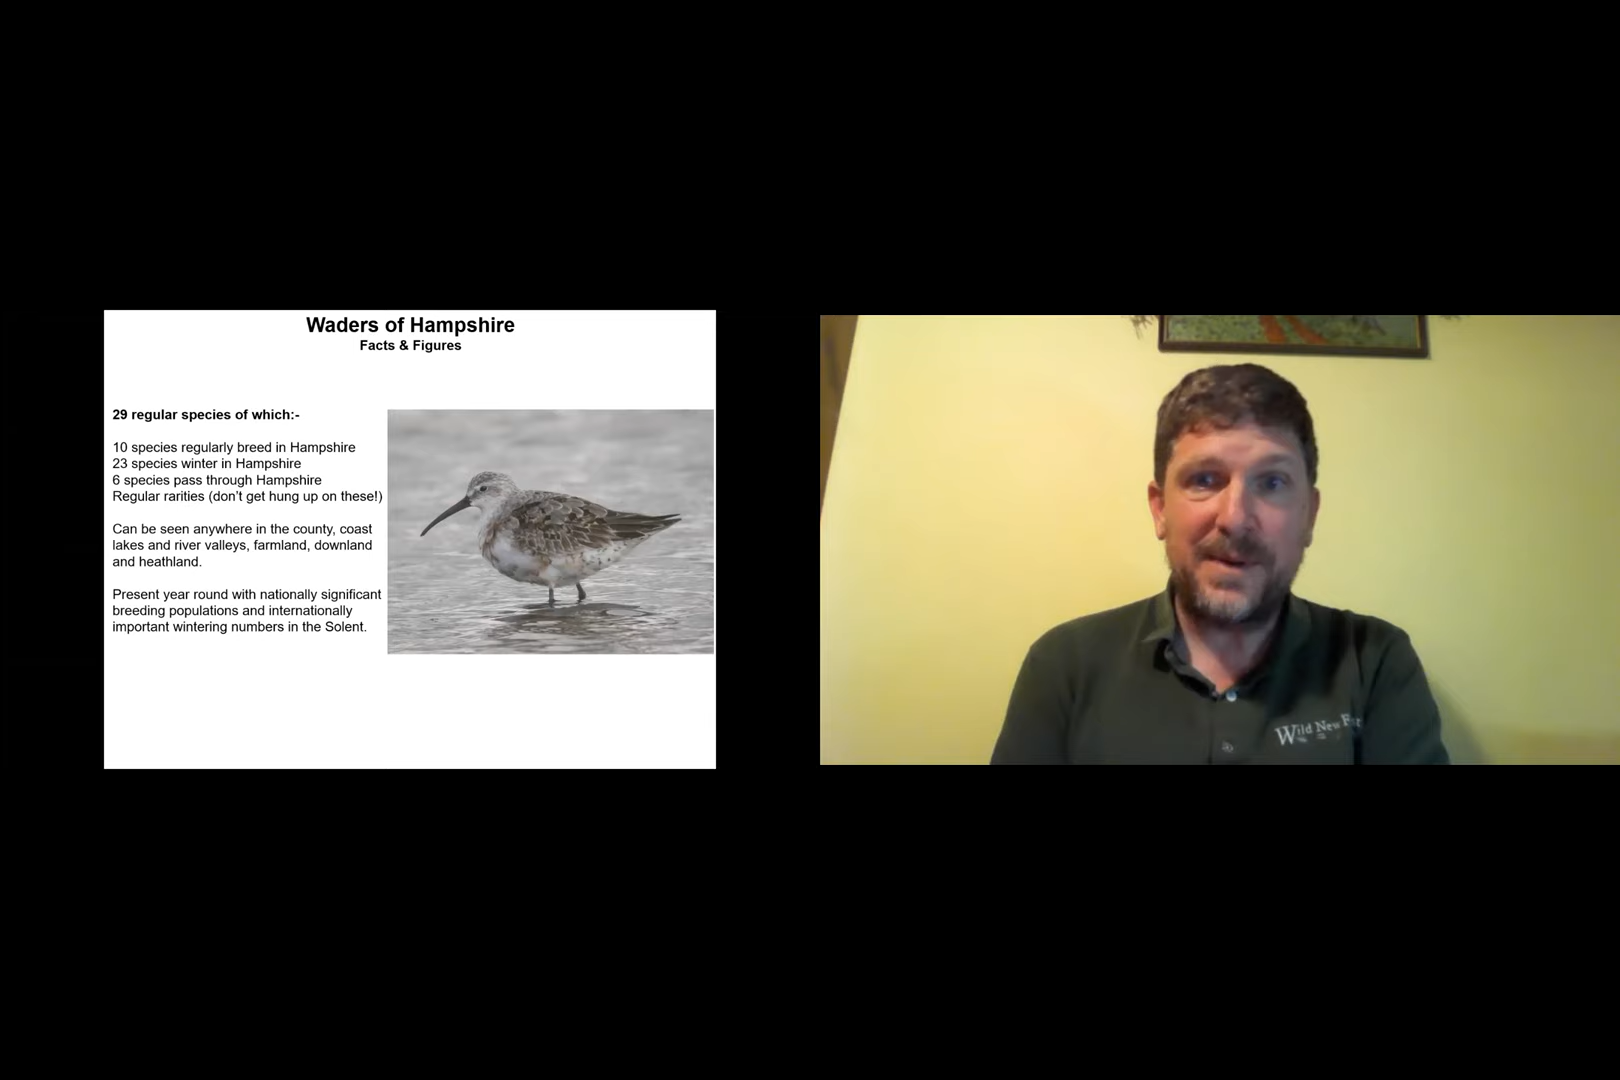 Waders of Hampshire
Facts & Figures
29 regular species of which:-
10 species regularly breed in Hampshire
23 species winter in Hampshire
6 species pass through Hampshire
Regular rarities (don't get hung up on these!)
Can be seen anywhere in the county, coast
lakes and river valleys, farmland, downland
and heathland.
Present year round with nationally significant
breeding populations and internationally
important wintering numbers in the Solent.
Wild New